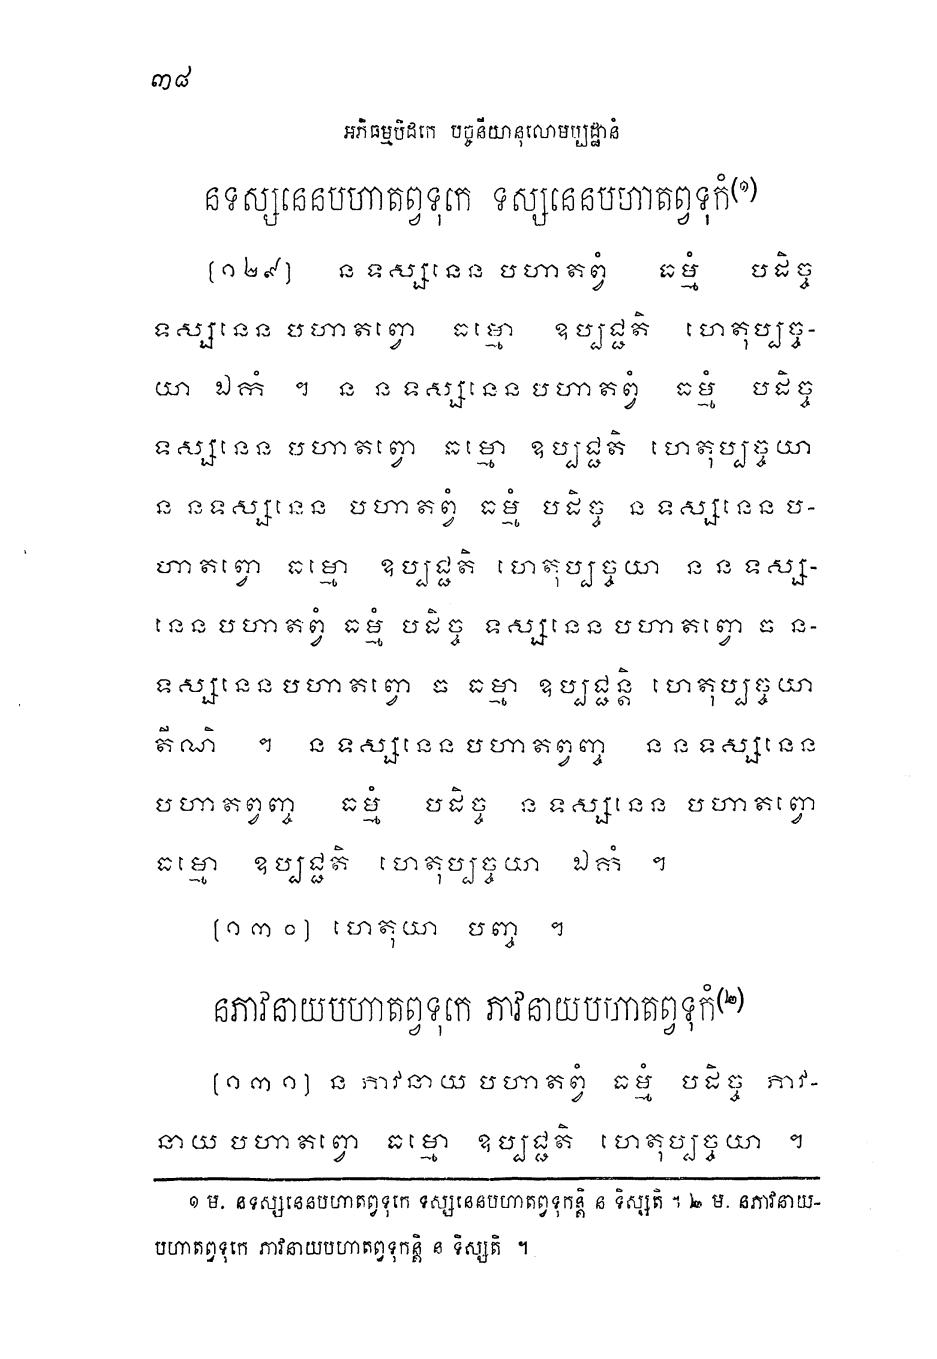 ៣៨
អភិធម្មបិដកេ បច្ចនីយានុលោមប្បដ្ឋានំ
នទស្សនេនបហាតព្វទុកេ ទស្សនេនបហាតព្វទុកំ(១)
[១២៩] ន ទស្សនេន បហាតព្វំ ធម្មំ បដិច្ច
ទស្សនេន បហាតព្វោ ធម្មោ ឧប្បជ្ជតិ ហេតុប្បច្ច-
យា ឯកំ ។ ន ន ទស្សនេន បហាតព្វំ ធម្មំ បដិច្ច
ទស្សនេន បហាតព្វោ ធម្មោ ឧប្បជ្ជតិ ហេតុប្បច្ចយា
ន នទស្សនេន បហាតព្វំ ធម្មំ បដិច្ច ន ទស្សនេន ប-
ហាតព្វោ ធម្មោ ឧប្បជ្ជតិ ហេតុប្បច្ចយា ន ន ទស្ស-
នេន បហាតព្វំ ធម្មំ បដិច្ច ទស្សនេន បហាតព្វោ ច ន-
ទស្សនេន បហាតព្វោ ច ធម្មា ឧប្បជ្ជន្តិ ហេតុប្បច្ចយា
តីណិ ។ ន ទស្សនេន បហាតព្វញ្ច ន ន ទស្សនេន
បហាតព្វញ្ច ធម្មំ បដិច្ច ន ទស្សនេន បហាតព្វោ
ធម្មោ ឧប្បជ្ជតិ ហេតុប្បច្ចយា ឯកំ ។
[១៣០] ហេតុយា បញ្ច ។
នភាវនាយបហាតព្វទុកេ ភាវនាយបហាតព្វទុកំ(២)
[១៣១] ន ភាវនាយ បហាតព្វំ ធម្មំ បដិច្ច ភាវ-
នាយ បហាតព្វោ ធម្មោ ឧប្បជ្ជតិ ហេតុប្បច្ចយា ។
១ ម. នទស្សនេនបហាតព្វទុកេ ទស្សនេនបហាតព្វទុកន្តិ ន ទិស្សតិ ។ ២ ម. នភាវនាយ-
បហាតព្វទុកេ ភាវនាយបហាតព្វទុកន្តិ ន ទិស្សតិ ។